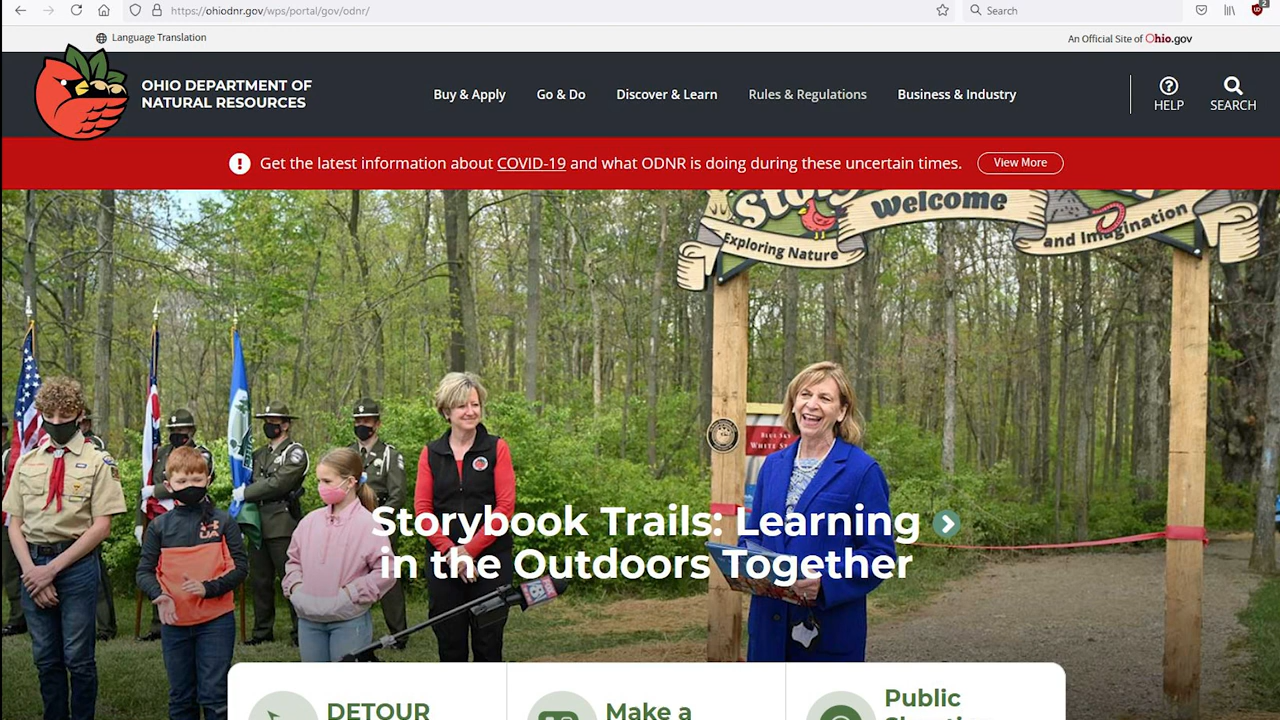 https://ohiodnr.gov/wps/portal/gov/odnr/
Search
2
Language Translation
An Official Site of Ohio.gov
OHIO DEPARTMENT OF
NATURAL RESOURCES
Buy & Apply
Go & Do
Discover & Learn
Rules & Regulations
Business & Industry
HELP
SEARCH
Get the latest information about COVID-19 and what ODNR is doing during these uncertain times.
View More
Welcome
Exploring Nature
and Imagination
Storybook Trails: Learning
in the Outdoors Together
DETOUR
Make a
Public